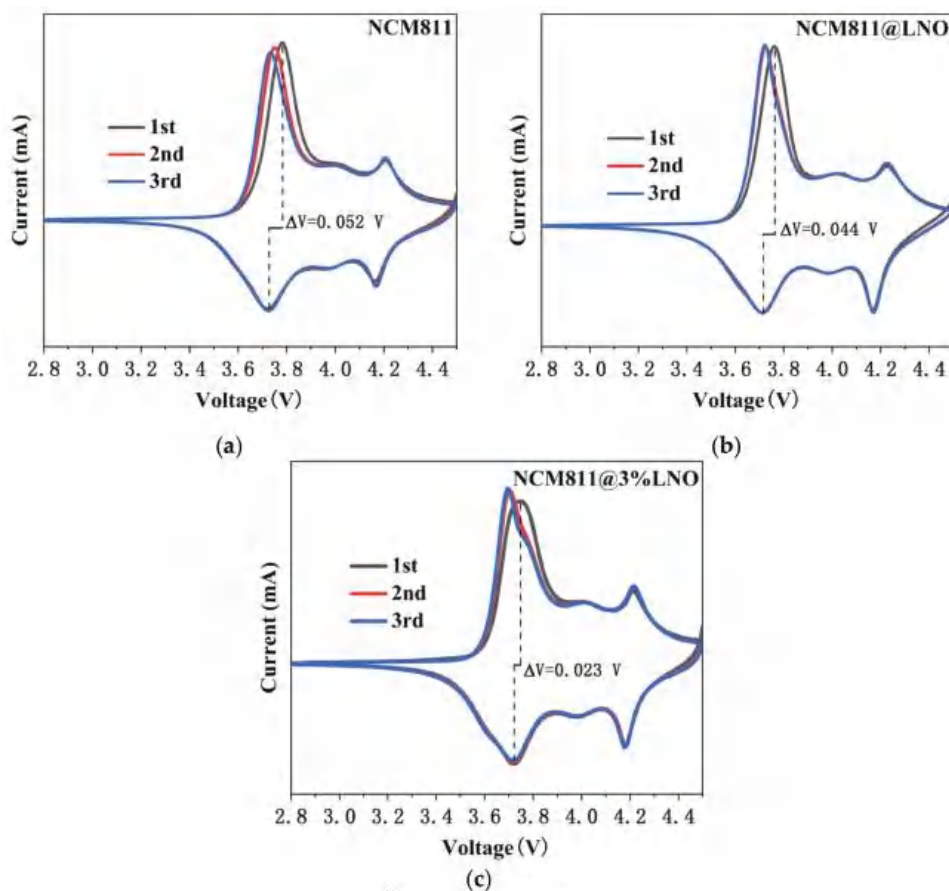 NCM811
1st
2nd
3rd
ΔV=0.052 V
Current (mA)
2.8 3.0 3.2 3.4 3.6 3.8 4.0 4.2 4.4
Voltage(V)
(a)
NCM811@LNO
1st
2nd
3rd
ΔV=0.044 V
Current (mA)
2.8 3.0 3.2 3.4 3.6 3.8 4.0 4.2 4.4
Voltage(V)
(b)
NCM811@3%LNO
1st
2nd
3rd
ΔV=0.023 V
Current (mA)
2.8 3.0 3.2 3.4 3.6 3.8 4.0 4.2 4.4
Voltage(V)
(c)